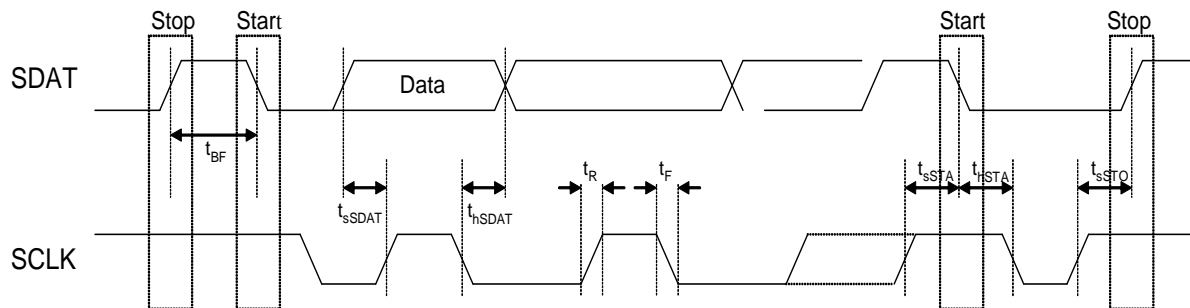 Stop Start Start Stop
SDAT Data
tBF tR tF tsSTA thSTA tsSTO
tsSDAT thSDAT
SCLK